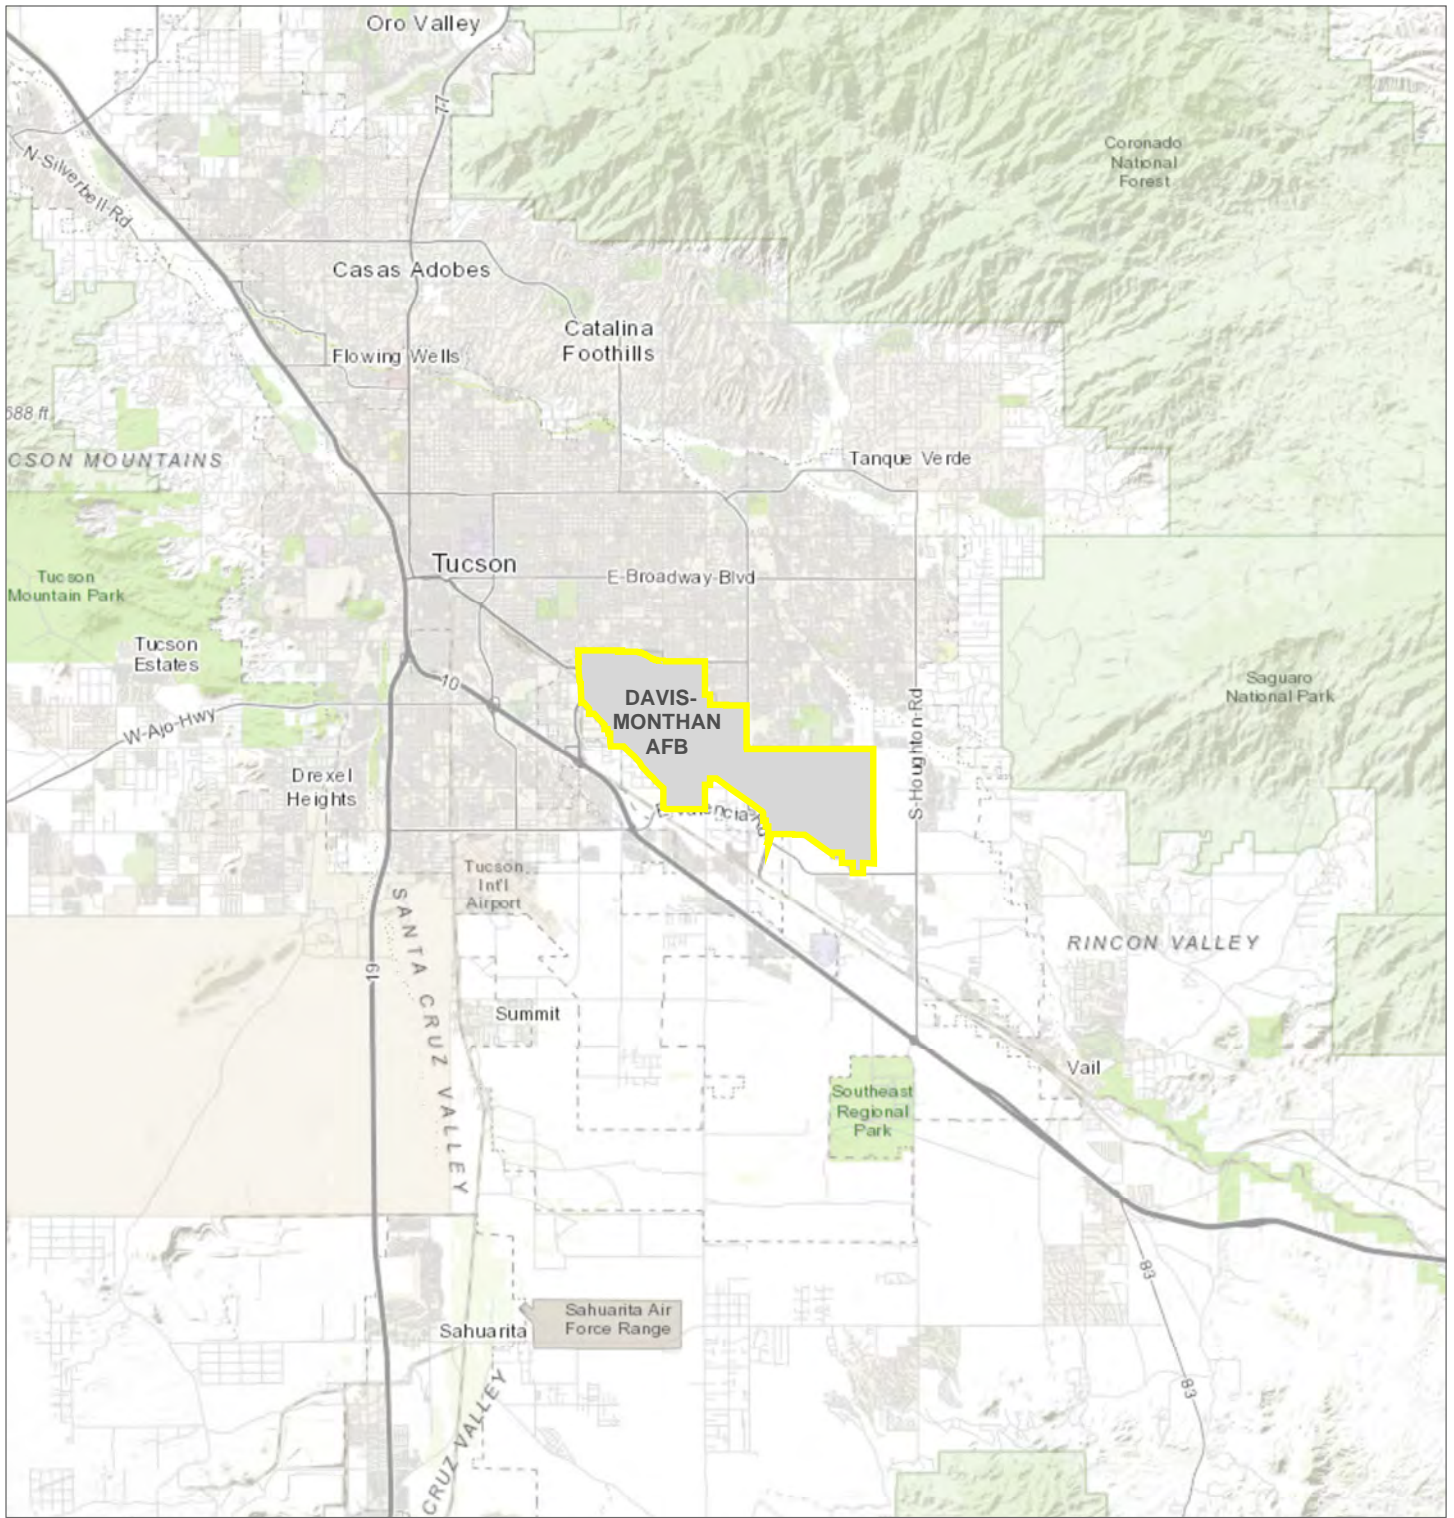 Oro Valley
77
Coronado
National
Forest
N-Silverbell-Rd
Casas Adobes
Catalina
Foothills
Flowing Wells
688 ft
CSON MOUNTAINS
Tanque Verde
Tucson
E-Broadway-Blvd
Tucson
Mountain Park
Tucson
Estates
10
DAVIS-
MONTHAN
AFB
Saguaro
National Park
W-Ajo-Hwy
S-Houghton-Rd
Drexel
Heights
E-Valencia-Rd
Tucson
Int'l
Airport
SANTA CRUZ VALLEY
19
RINCON VALLEY
Summit
Vail
Southeast
Regional
Park
83
Sahuarita Air
Force Range
Sahuarita
83
CRUZ VALLEY